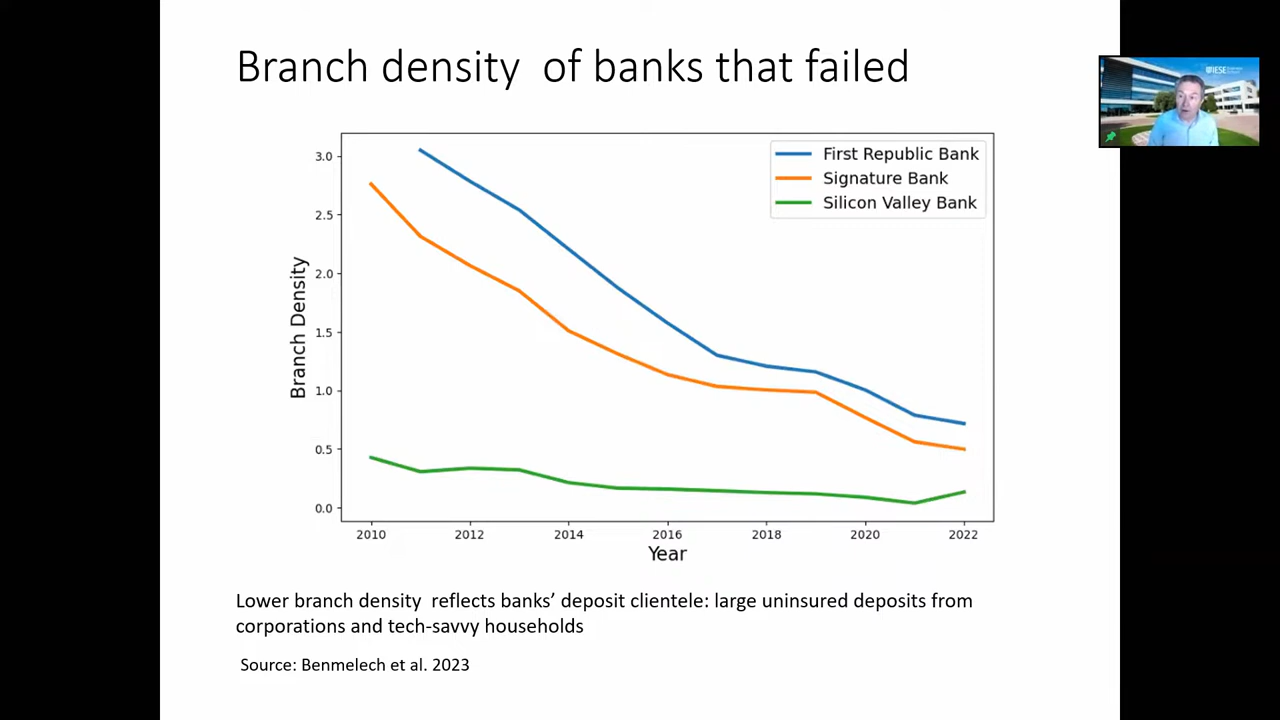 Branch density of banks that failed
IESE
First Republic Bank
Signature Bank
Silicon Valley Bank
Branch Density
3.0
2.5
2.0
1.5
1.0
0.5
0.0
2010 2012 2014 2016 2018 2020 2022
Year
Lower branch density reflects banks’ deposit clientele: large uninsured deposits from
corporations and tech-savvy households
Source: Benmelech et al. 2023